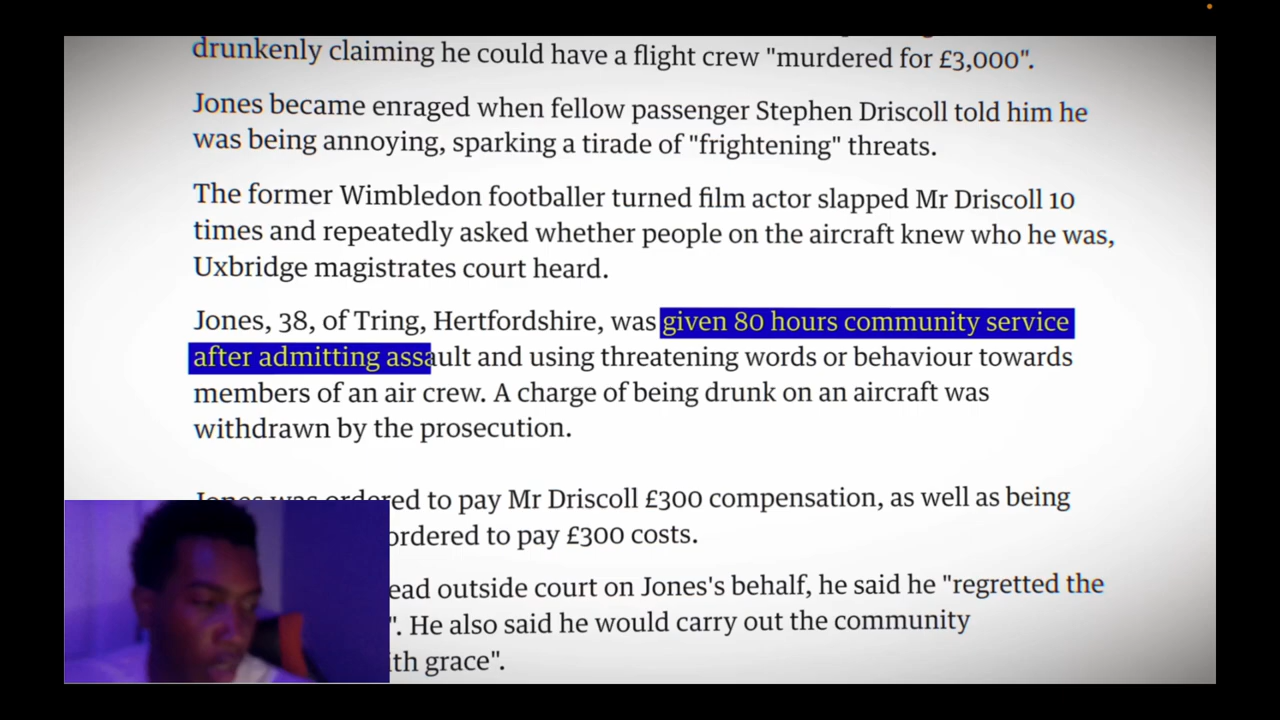 drunkenly claiming he could have a flight crew "murdered for £3,000".
Jones became enraged when fellow passenger Stephen Driscoll told him he
was being annoying, sparking a tirade of "frightening" threats.
The former Wimbledon footballer turned film actor slapped Mr Driscoll 10
times and repeatedly asked whether people on the aircraft knew who he was,
Uxbridge magistrates court heard.
Jones, 38, of Tring, Hertfordshire, was given 80 hours community service
after admitting assault and using threatening words or behaviour towards
members of an air crew. A charge of being drunk on an aircraft was
withdrawn by the prosecution.
Jones was ordered to pay Mr Driscoll £300 compensation, as well as being
ordered to pay £300 costs.
ead outside court on Jones's behalf, he said he "regretted the
". He also said he would carry out the community
ith grace".